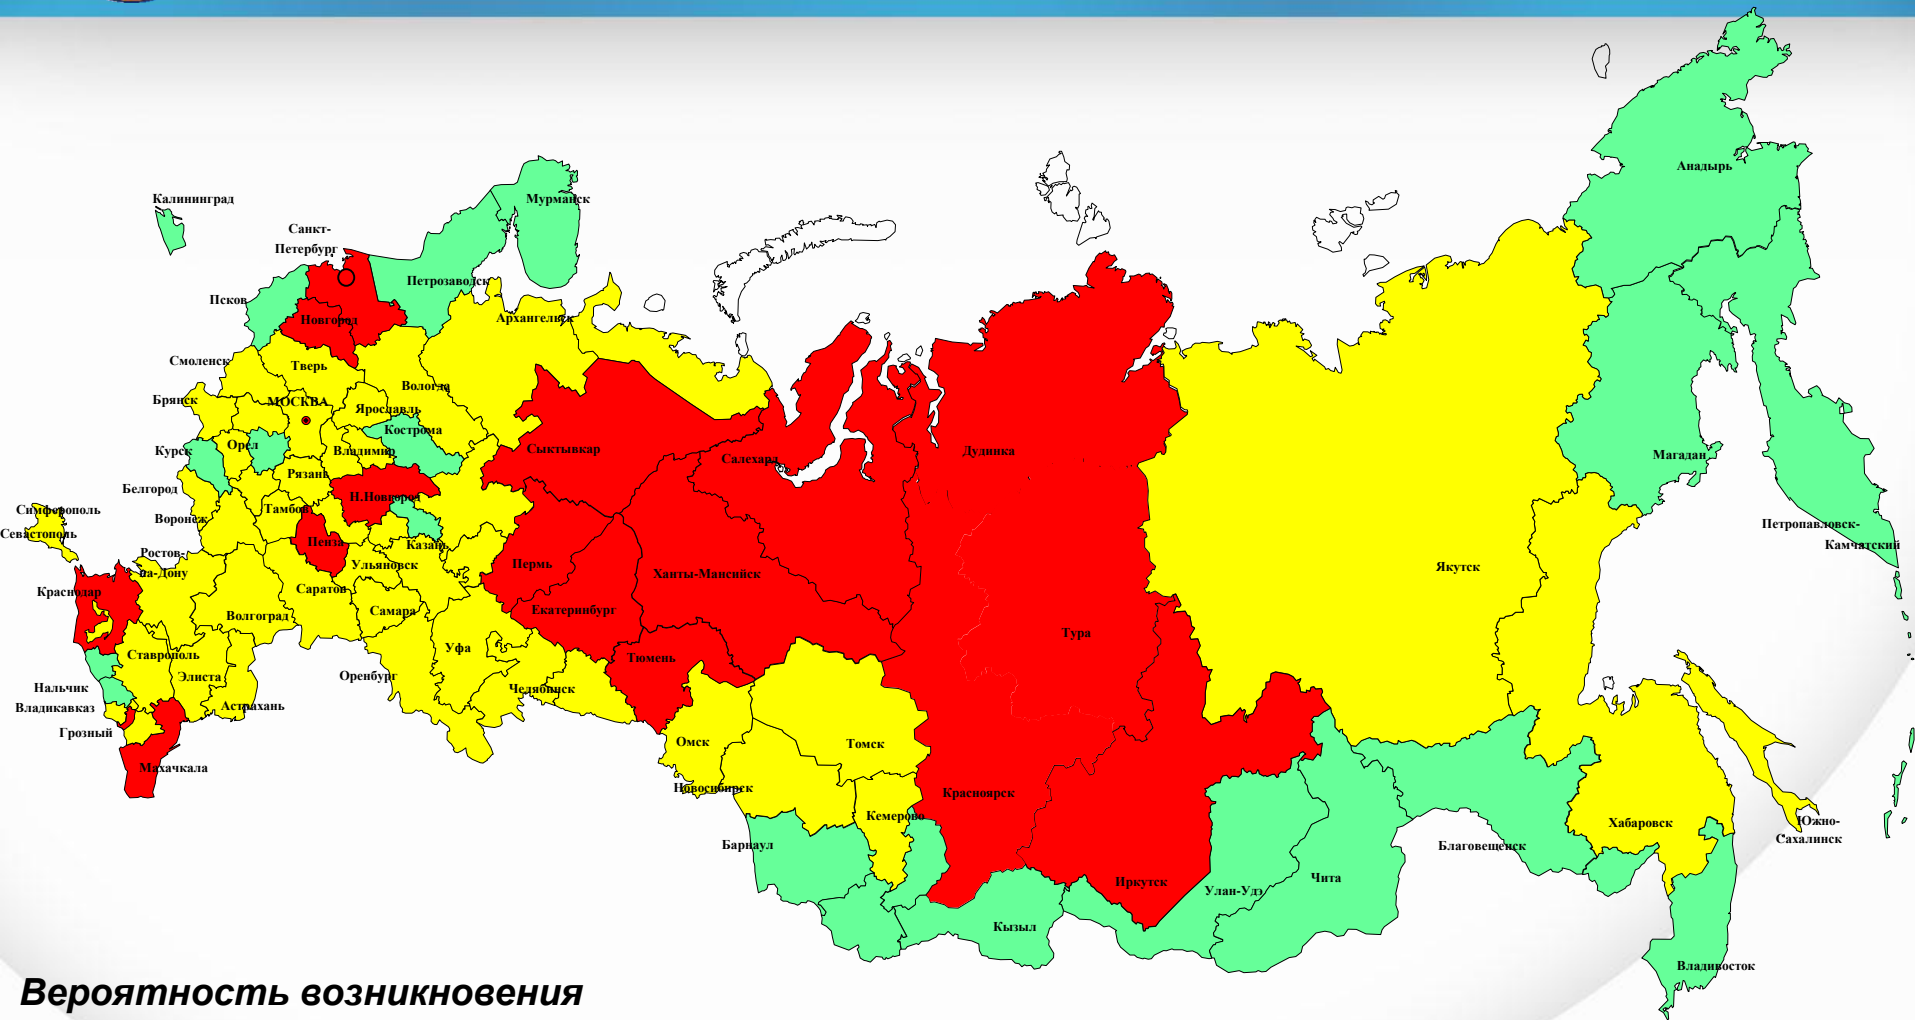 Анадырь
Калининград
Мурманск
Санкт-
Петербург
Петрозаводск
Псков
Новгород
Архангельск
Смоленск
Тверь
Вологда
Брянск
МОСКВА
Ярославль
Кострома
Курск
Орел
Владимир
Сыктывкар
Салехард
Дудинка
Магадан
Рязань
Белгород
Н.Новгород
Симферополь
Тамбов
Воронеж
Севастополь
Петропавловск-
Камчатский
Пенза
Казань
Ростов-
на-Дону
Ульяновск
Пермь
Ханты-Мансийск
Якутск
Краснодар
Саратов
Самара
Екатеринбург
Волгоград
Тура
Ставрополь
Уфа
Тюмень
Элиста
Оренбург
Нальчик
Челябинск
Владикавказ
Астрахань
Грозный
Омск
Томск
Махачкала
Новосибирск
Красноярск
Кемерово
Хабаровск
Южно-
Сахалинск
Барнаул
Благовещенск
Иркутск
Улан-Удэ
Чита
Кызыл
Владивосток
Вероятность возникновения